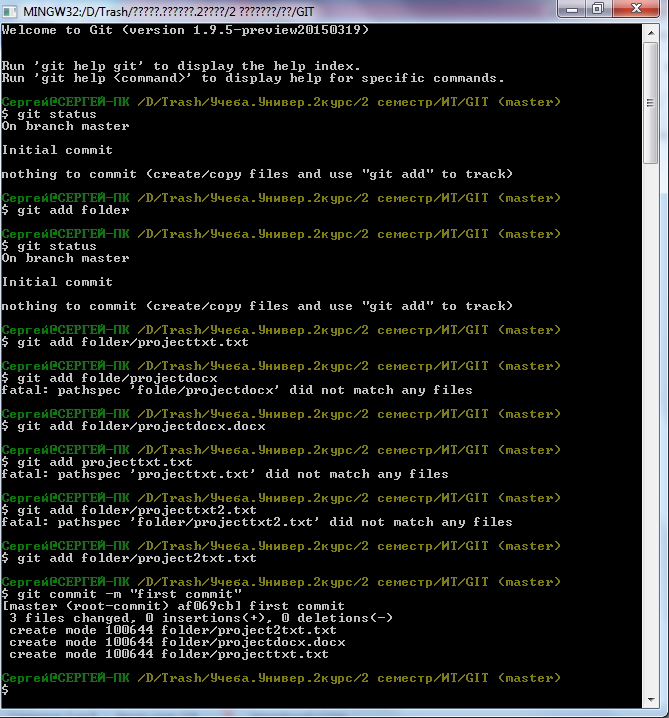 MINGW32:/D/Trash/?????.??????.2????/2 ???????/??/GIT
Welcome to Git (version 1.9.5-preview20150319)
Run 'git help git' to display the help index.
Run 'git help <command>' to display help for specific commands.
Сергей@СЕРГЕЙ-ПК /D/Trash/Учеба.Универ.2курс/2 семестр/ИТ/GIT (master)
$ git status
On branch master
Initial commit
nothing to commit (create/copy files and use "git add" to track)
Сергей@СЕРГЕЙ-ПК /D/Trash/Учеба.Универ.2курс/2 семестр/ИТ/GIT (master)
$ git add folder
Сергей@СЕРГЕЙ-ПК /D/Trash/Учеба.Универ.2курс/2 семестр/ИТ/GIT (master)
$ git status
On branch master
Initial commit
nothing to commit (create/copy files and use "git add" to track)
Сергей@СЕРГЕЙ-ПК /D/Trash/Учеба.Универ.2курс/2 семестр/ИТ/GIT (master)
$ git add folder/projecttxt.txt
Сергей@СЕРГЕЙ-ПК /D/Trash/Учеба.Универ.2курс/2 семестр/ИТ/GIT (master)
$ git add folde/projectdocx
fatal: pathspec 'folde/projectdocx' did not match any files
Сергей@СЕРГЕЙ-ПК /D/Trash/Учеба.Универ.2курс/2 семестр/ИТ/GIT (master)
$ git add folder/projectdocx.docx
Сергей@СЕРГЕЙ-ПК /D/Trash/Учеба.Универ.2курс/2 семестр/ИТ/GIT (master)
$ git add projecttxt.txt
fatal: pathspec 'projecttxt.txt' did not match any files
Сергей@СЕРГЕЙ-ПК /D/Trash/Учеба.Универ.2курс/2 семестр/ИТ/GIT (master)
$ git add folder/projecttxt2.txt
fatal: pathspec 'folder/projecttxt2.txt' did not match any files
Сергей@СЕРГЕЙ-ПК /D/Trash/Учеба.Универ.2курс/2 семестр/ИТ/GIT (master)
$ git add folder/project2txt.txt
Сергей@СЕРГЕЙ-ПК /D/Trash/Учеба.Универ.2курс/2 семестр/ИТ/GIT (master)
$ git commit -m "first commit"
[master (root-commit) af069cb] first commit
3 files changed, 0 insertions(+), 0 deletions(-)
create mode 100644 folder/project2txt.txt
create mode 100644 folder/projectdocx.docx
create mode 100644 folder/projecttxt.txt
Сергей@СЕРГЕЙ-ПК /D/Trash/Учеба.Универ.2курс/2 семестр/ИТ/GIT (master)
$